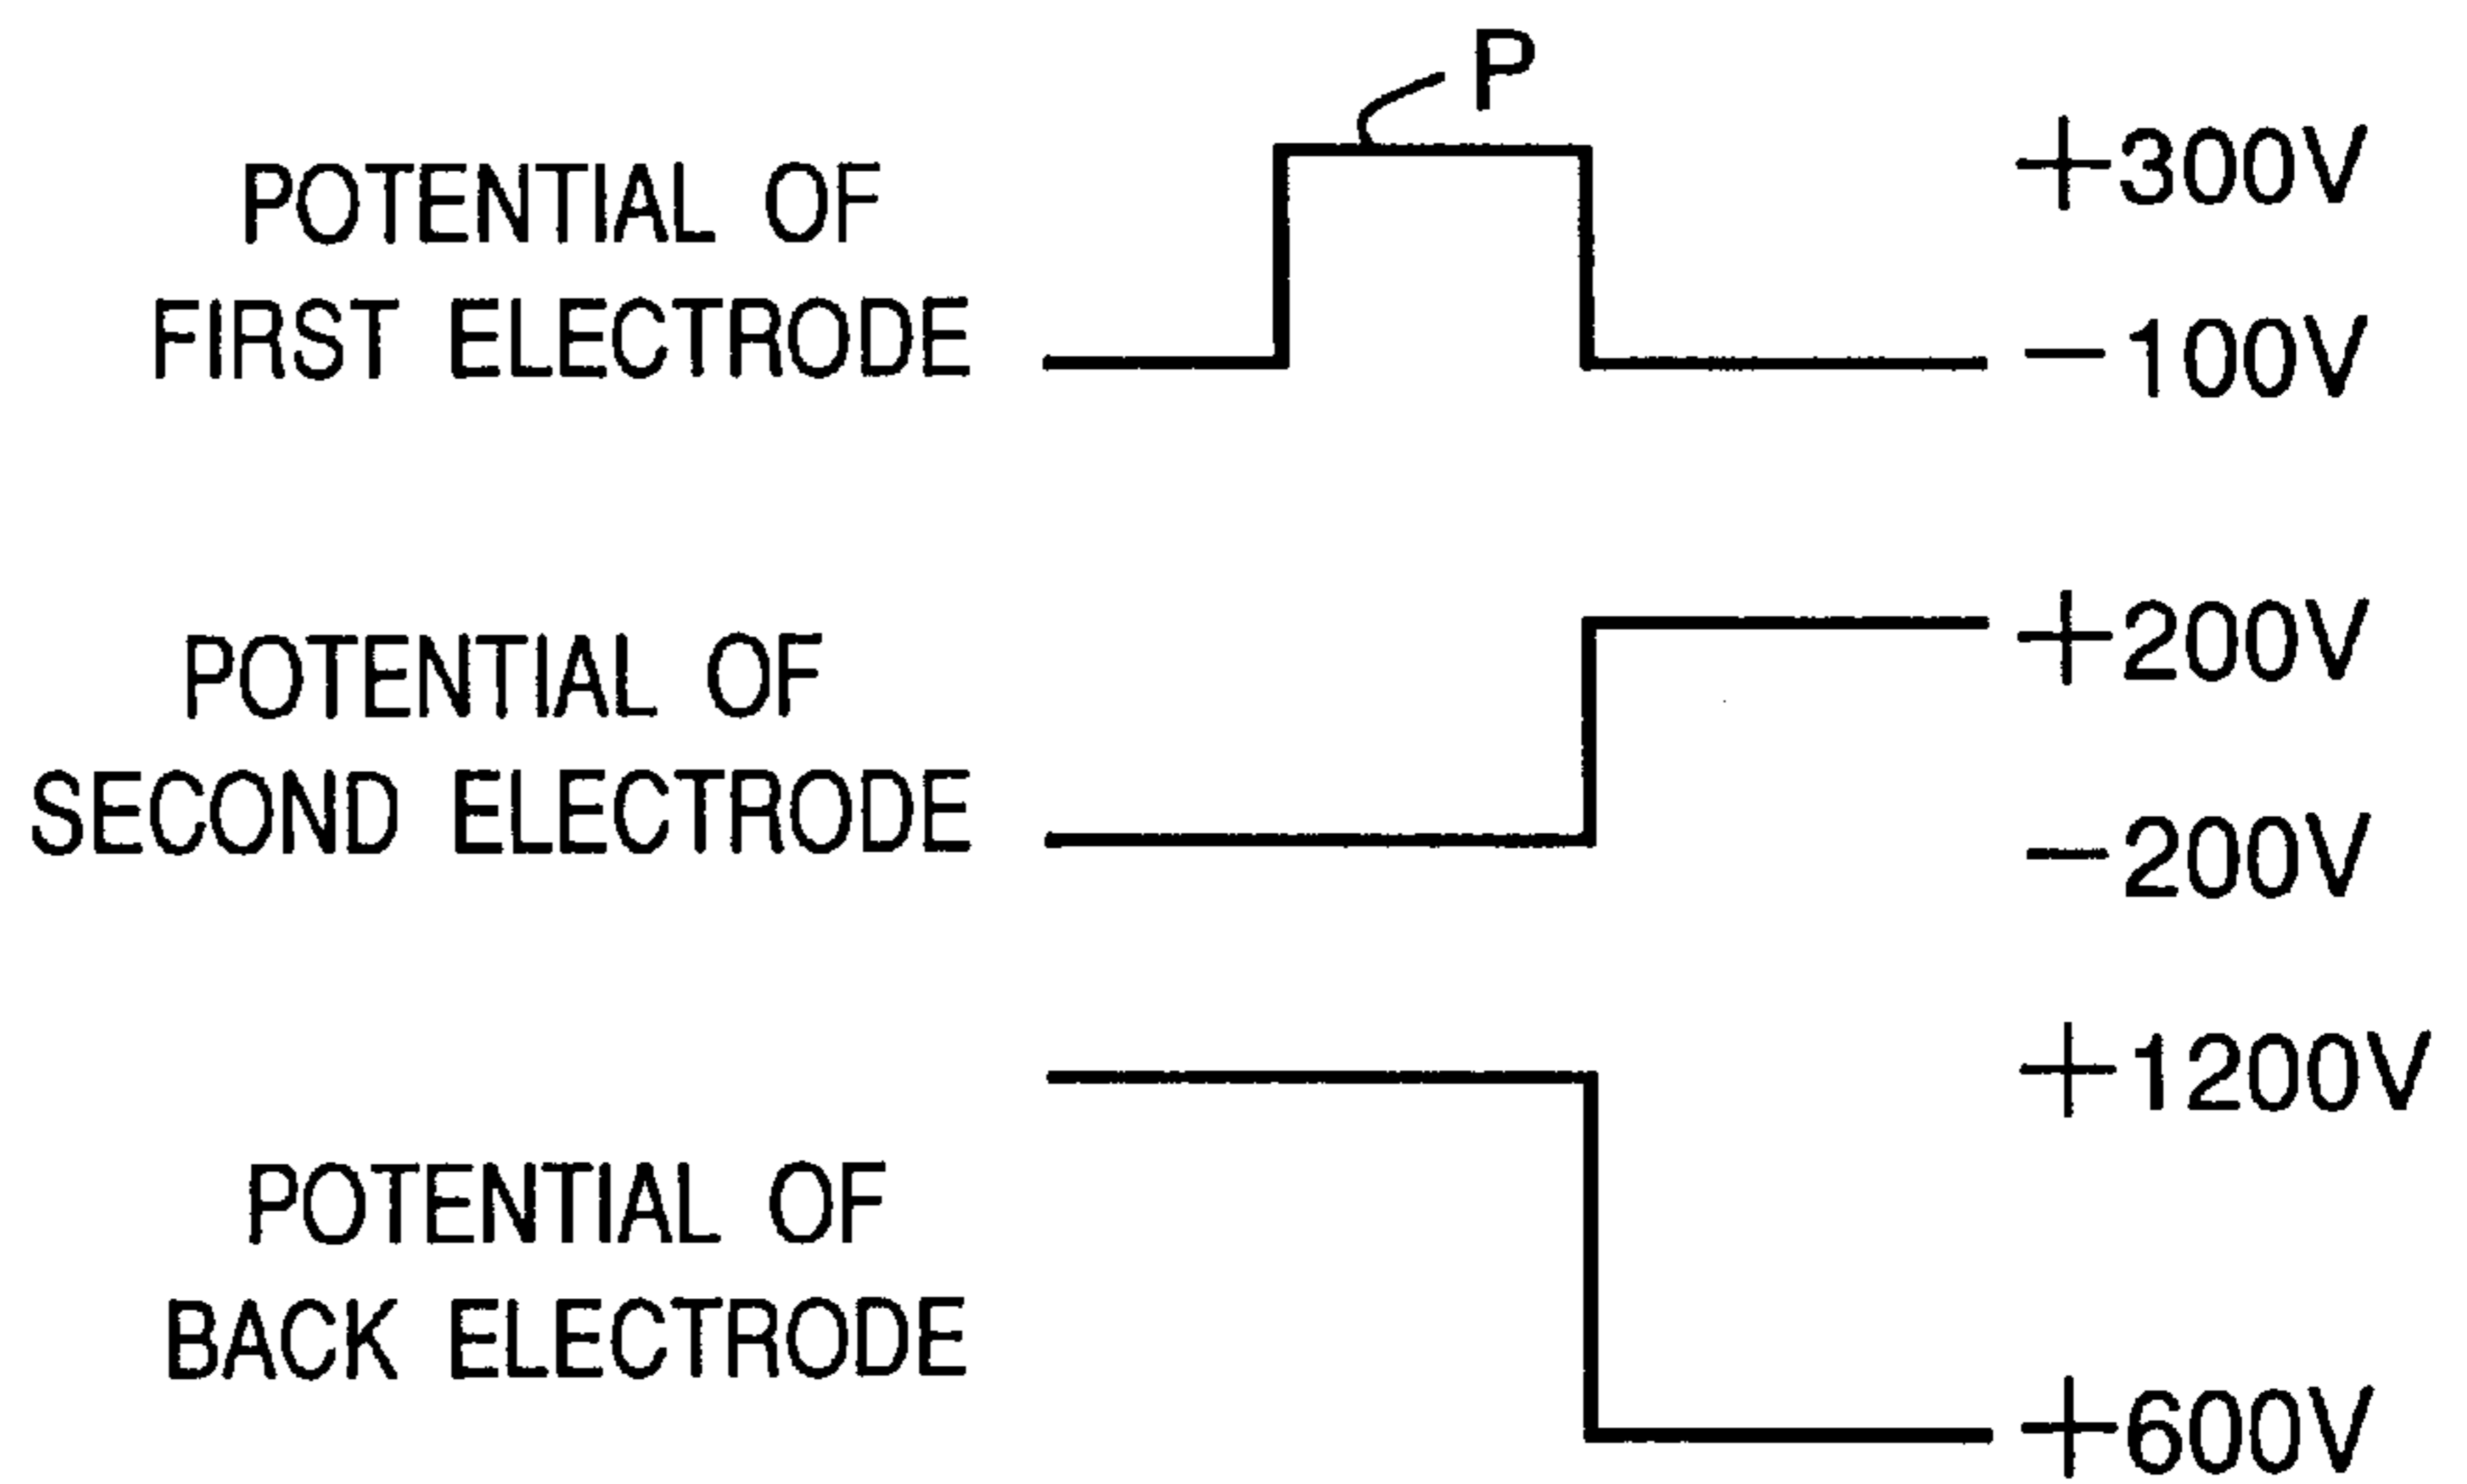 P
POTENTIAL OF
FIRST ELECTRODE
+300V
-100V
POTENTIAL OF
SECOND ELECTRODE
+200V
-200V
POTENTIAL OF
BACK ELECTRODE
+1200V
+600V